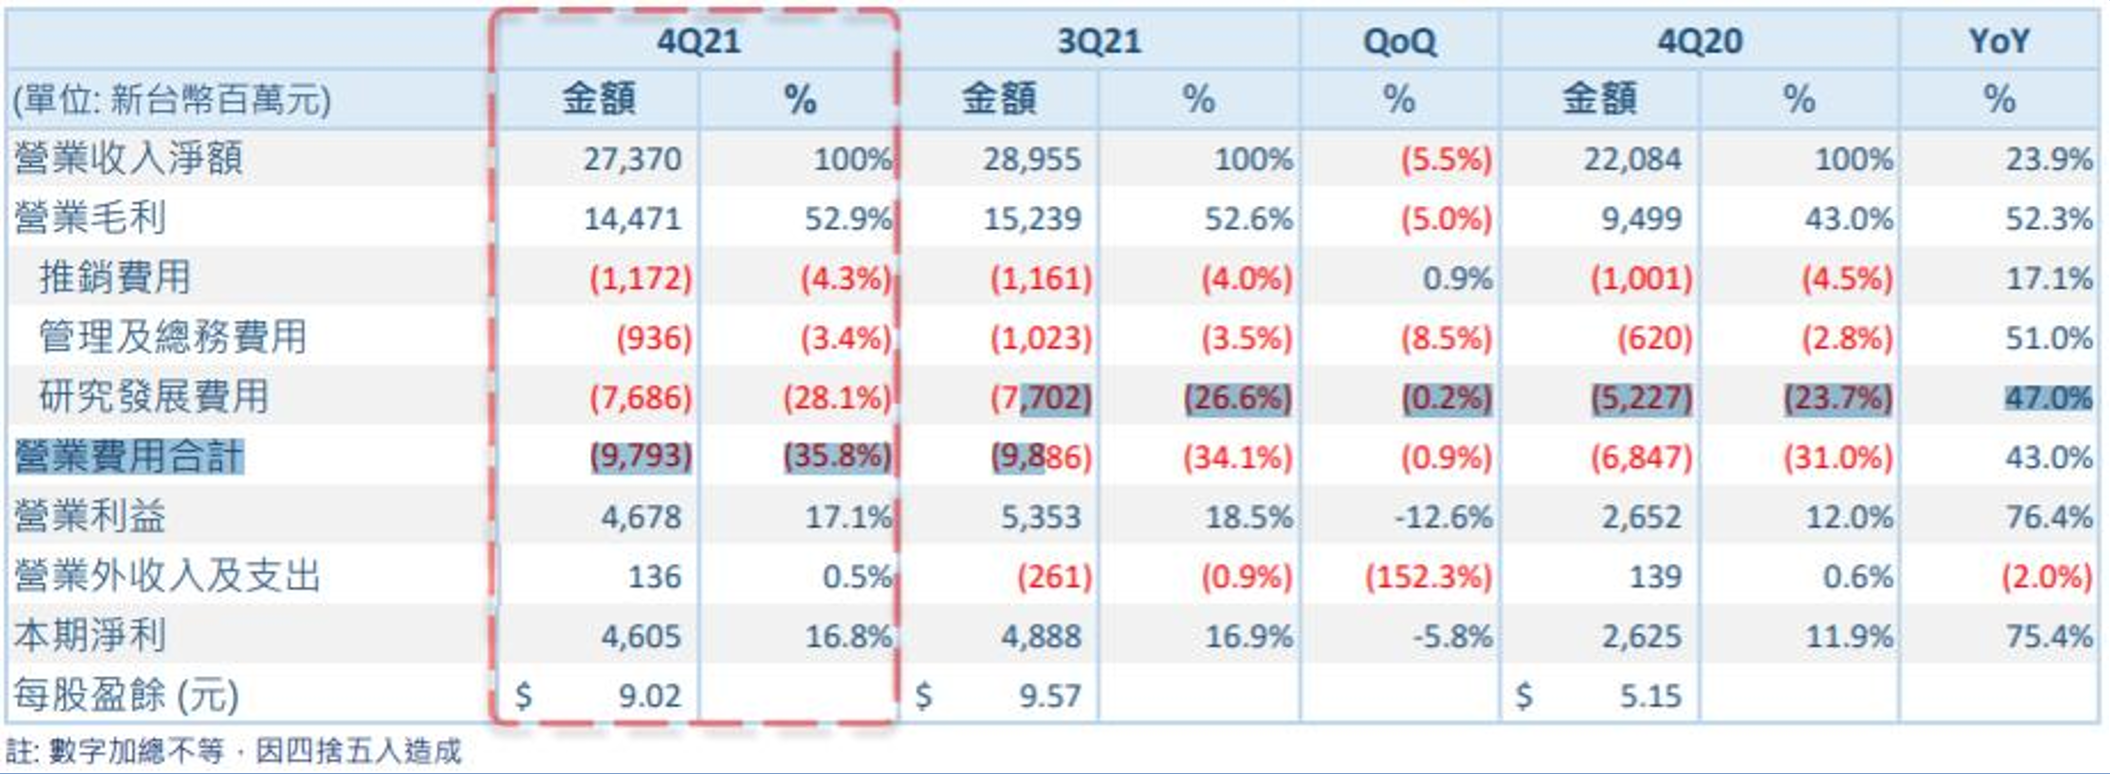 4Q21 3Q21 QoQ 4Q20 YoY
(單位: 新台幣百萬元) 金額 % 金額 % % 金額 % %
營業收入淨額 27,370 100% 28,955 100% (5.5%) 22,084 100% 23.9%
營業毛利 14,471 52.9% 15,239 52.6% (5.0%) 9,499 43.0% 52.3%
推銷費用 (1,172) (4.3%) (1,161) (4.0%) 0.9% (1,001) (4.5%) 17.1%
管理及總務費用 (936) (3.4%) (1,023) (3.5%) (8.5%) (620) (2.8%) 51.0%
研究發展費用 (7,686) (28.1%) (7,702) (26.6%) (0.2%) (5,227) (23.7%) 47.0%
營業費用合計 (9,793) (35.8%) (9,886) (34.1%) (0.9%) (6,847) (31.0%) 43.0%
營業利益 4,678 17.1% 5,353 18.5% -12.6% 2,652 12.0% 76.4%
營業外收入及支出 136 0.5% (261) (0.9%) (152.3%) 139 0.6% (2.0%)
本期淨利 4,605 16.8% 4,888 16.9% -5.8% 2,625 11.9% 75.4%
每股盈餘 (元) $ 9.02 $ 9.57 $ 5.15
註: 數字加總不等，因四捨五入造成